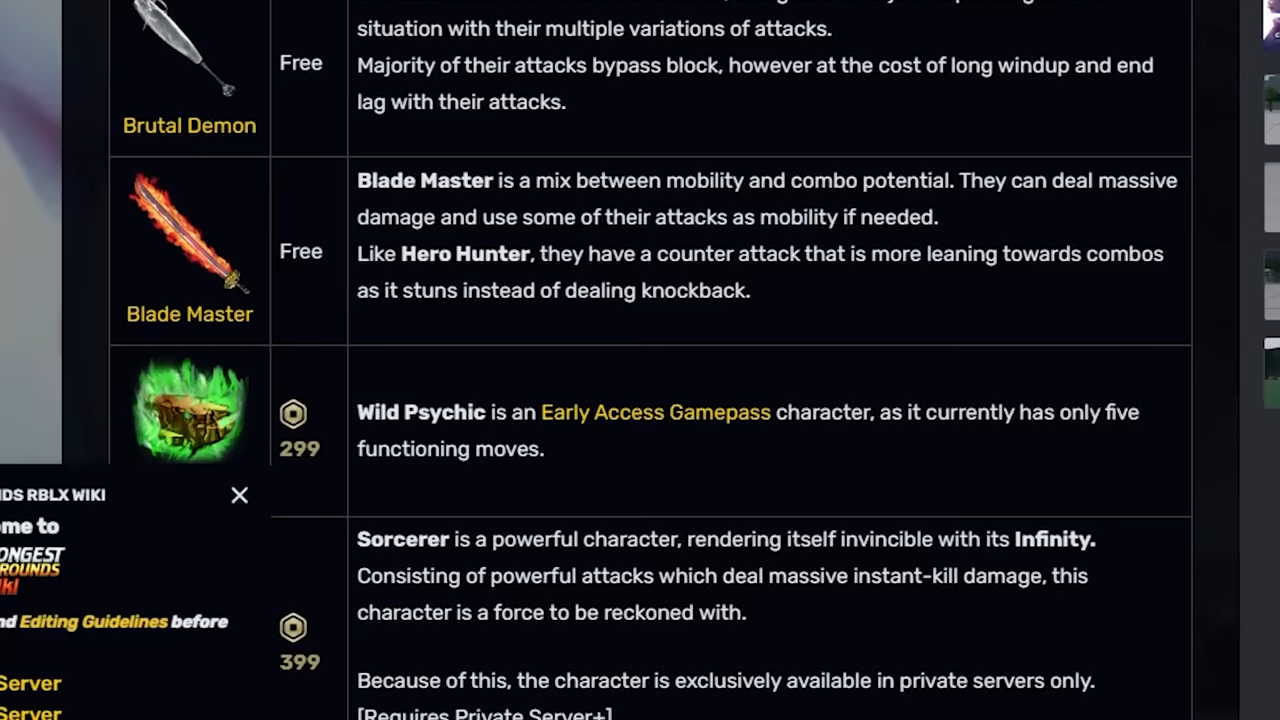 situation with their multiple variations of attacks.
Free
Majority of their attacks bypass block, however at the cost of long windup and end
lag with their attacks.
Brutal Demon
Blade Master is a mix between mobility and combo potential. They can deal massive
damage and use some of their attacks as mobility if needed.
Free
Like Hero Hunter, they have a counter attack that is more leaning towards combos
as it stuns instead of dealing knockback.
Blade Master
299
Wild Psychic is an Early Access Gamepass character, as it currently has only five
functioning moves.
NDS RBLX WIKI
ome to
ONGEST
ROUNDS
iki
nd Editing Guidelines before
Server
Server
399
Sorcerer is a powerful character, rendering itself invincible with its Infinity.
Consisting of powerful attacks which deal massive instant-kill damage, this
character is a force to be reckoned with.
Because of this, the character is exclusively available in private servers only.
[Requires Private Server+]